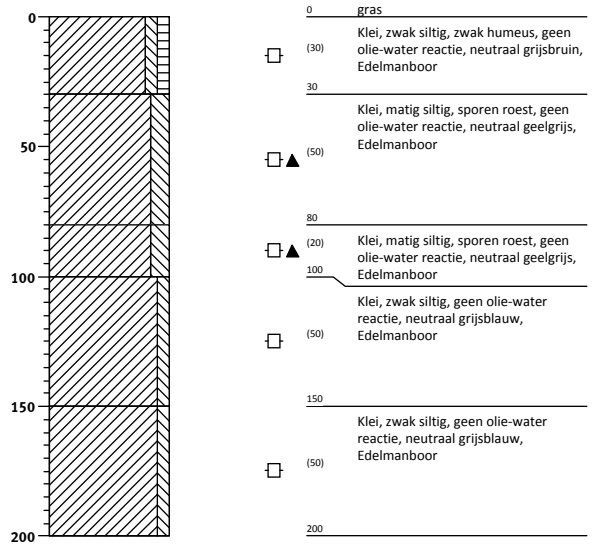 0
gras
0
Klei, zwak siltig, zwak humeus, geen
(30)
olie-water reactie, neutraal grijsbruin,
Edelmanboor
30
Klei, matig siltig, sporen roest, geen
50
(50)
olie-water reactie, neutraal geelgrijs,
Edelmanboor
80
Klei, matig siltig, sporen roest, geen
(20)
olie-water reactie, neutraal geelgrijs,
100
100
Edelmanboor
Klei, zwak siltig, geen olie-water
reactie, neutraal grijsblauw,
(50)
Edelmanboor
150
150
Klei, zwak siltig, geen olie-water
reactie, neutraal grijsblauw,
(50)
Edelmanboor
200
200